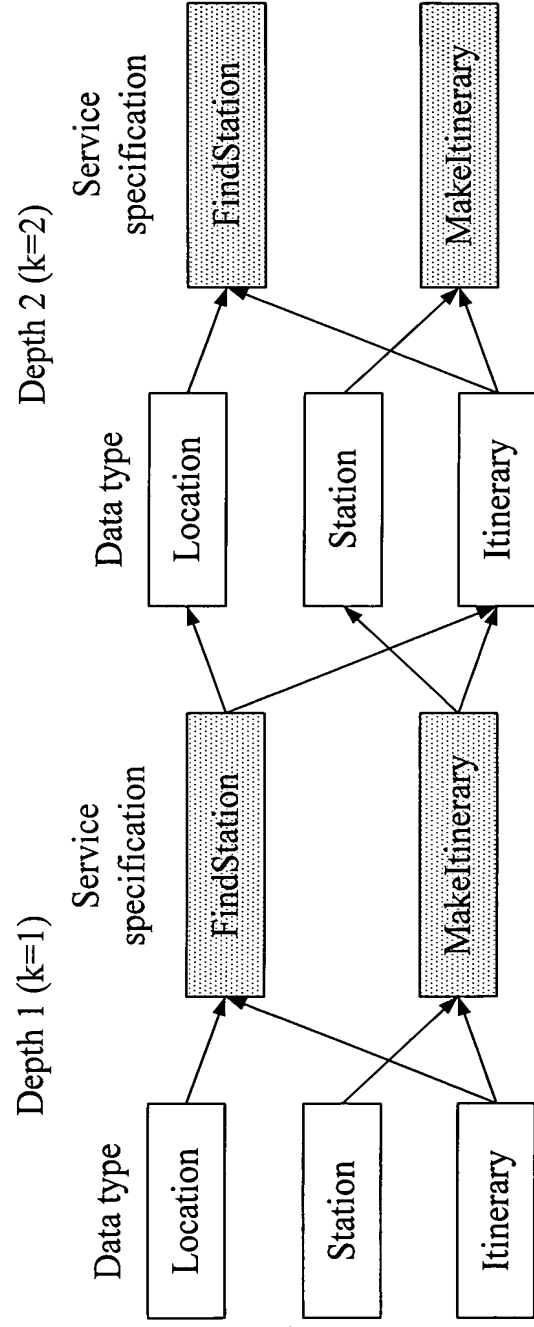 Depth 1 (k=1)
Depth 2 (k=2)
Data type
Service
specification
Data type
Service
specification
Location
FindStation
Location
FindStation
Station
Station
Itinerary
MakeItinerary
Itinerary
MakeItinerary